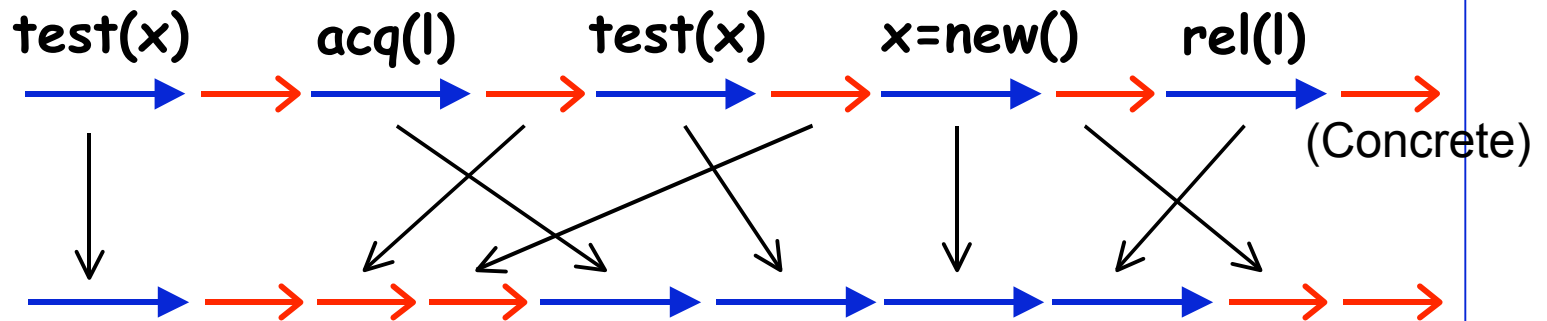 test(x) acq(l) test(x) x=new() rel(l)
(Concrete)